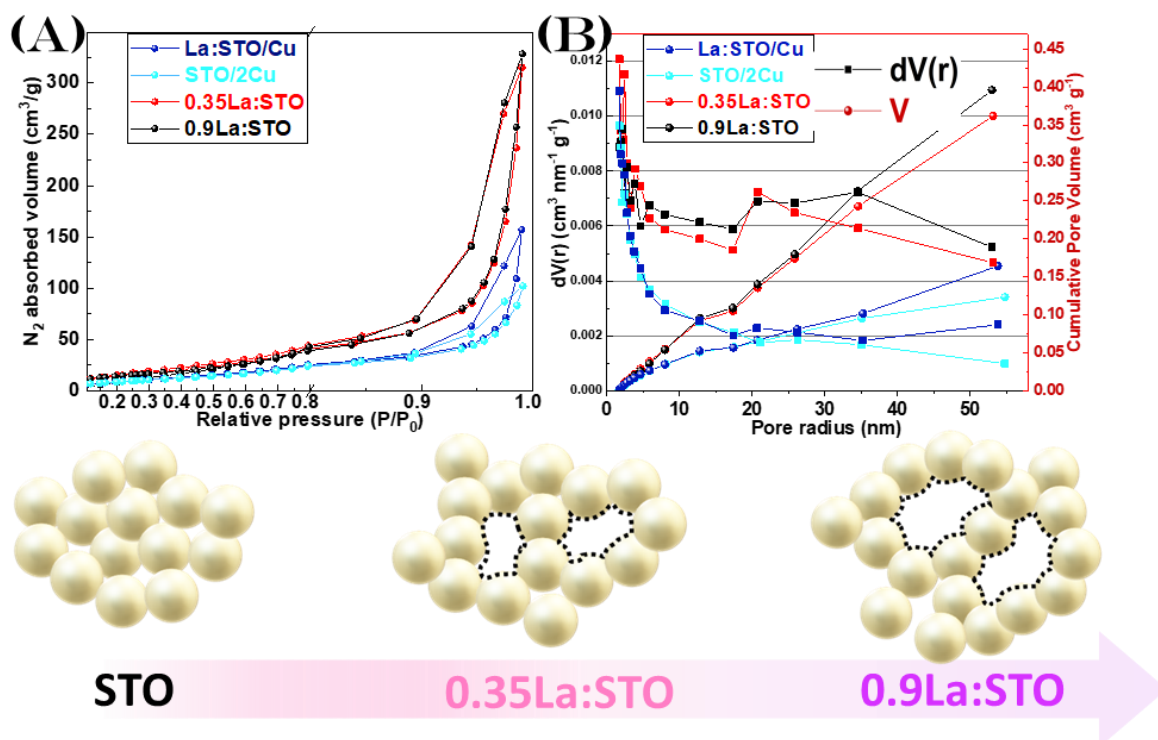 (A)
La:STO/Cu
STO/2Cu
0.35La:STO
0.9La:STO
N₂ absorbed volume (cm³/g)
300
250
200
150
100
50
0
0.2 0.3 0.4 0.5 0.6 0.7 0.8 0.9 1.0
Relative pressure (P/P₀)
(B)
La:STO/Cu
STO/2Cu
0.35La:STO
0.9La:STO
dV(r)
V
dV(r) (cm³ nm⁻¹ g⁻¹)
0.012
0.010
0.008
0.006
0.004
0.002
0.000
0 10 20 30 40 50
Pore radius (nm)
0.45
0.40
0.35
0.30
0.25
0.20
0.15
0.10
0.05
0.00
Cumulative Pore Volume (cm³ g⁻¹)
STO
0.35La:STO
0.9La:STO